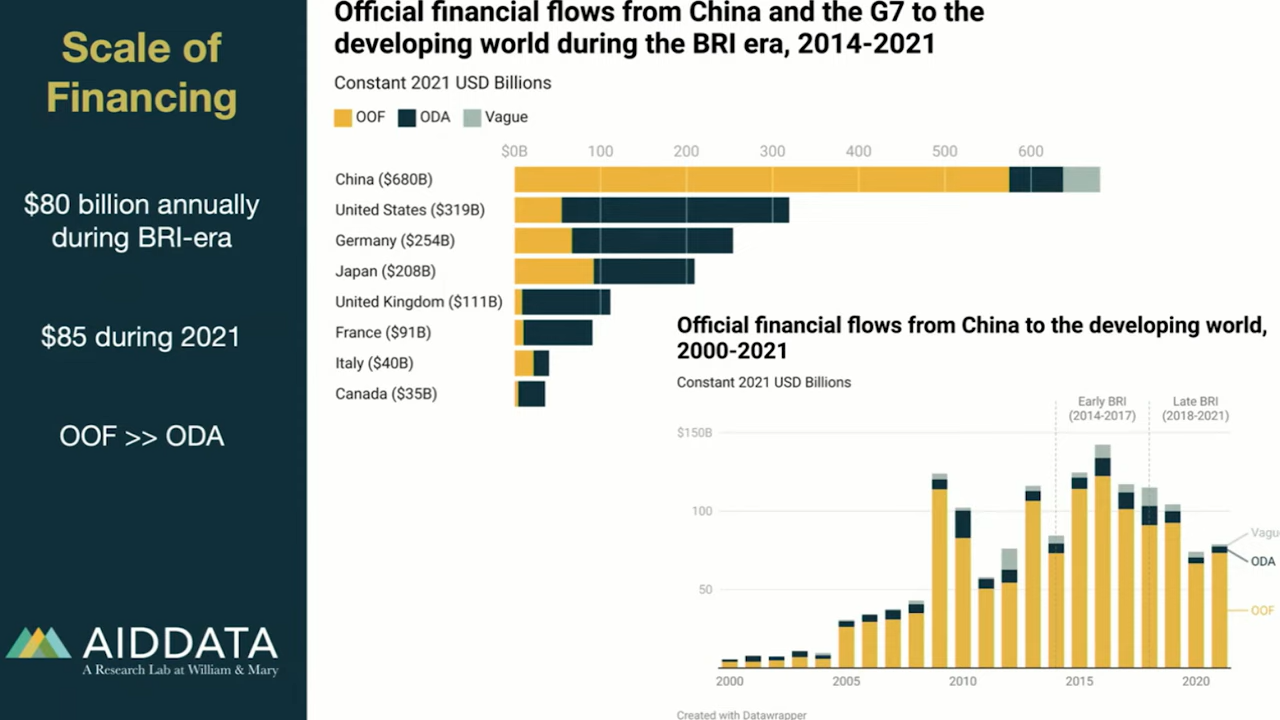 Scale of
Financing
$80 billion annually
during BRI-era
$85 during 2021
OOF >> ODA
AIDDATA
A Research Lab at William & Mary
Official financial flows from China and the G7 to the
developing world during the BRI era, 2014-2021
Constant 2021 USD Billions
OOF ODA Vague
$0B 100 200 300 400 500 600
China ($680B)
United States ($319B)
Germany ($254B)
Japan ($208B)
United Kingdom ($111B)
France ($91B)
Italy ($40B)
Canada ($35B)
Official financial flows from China to the developing world,
2000-2021
Constant 2021 USD Billions
Early BRI Late BRI
(2014-2017) (2018-2021)
$150B
100
50
Vagu
ODA
OOF
2000 2005 2010 2015 2020
Created with Datawrapper